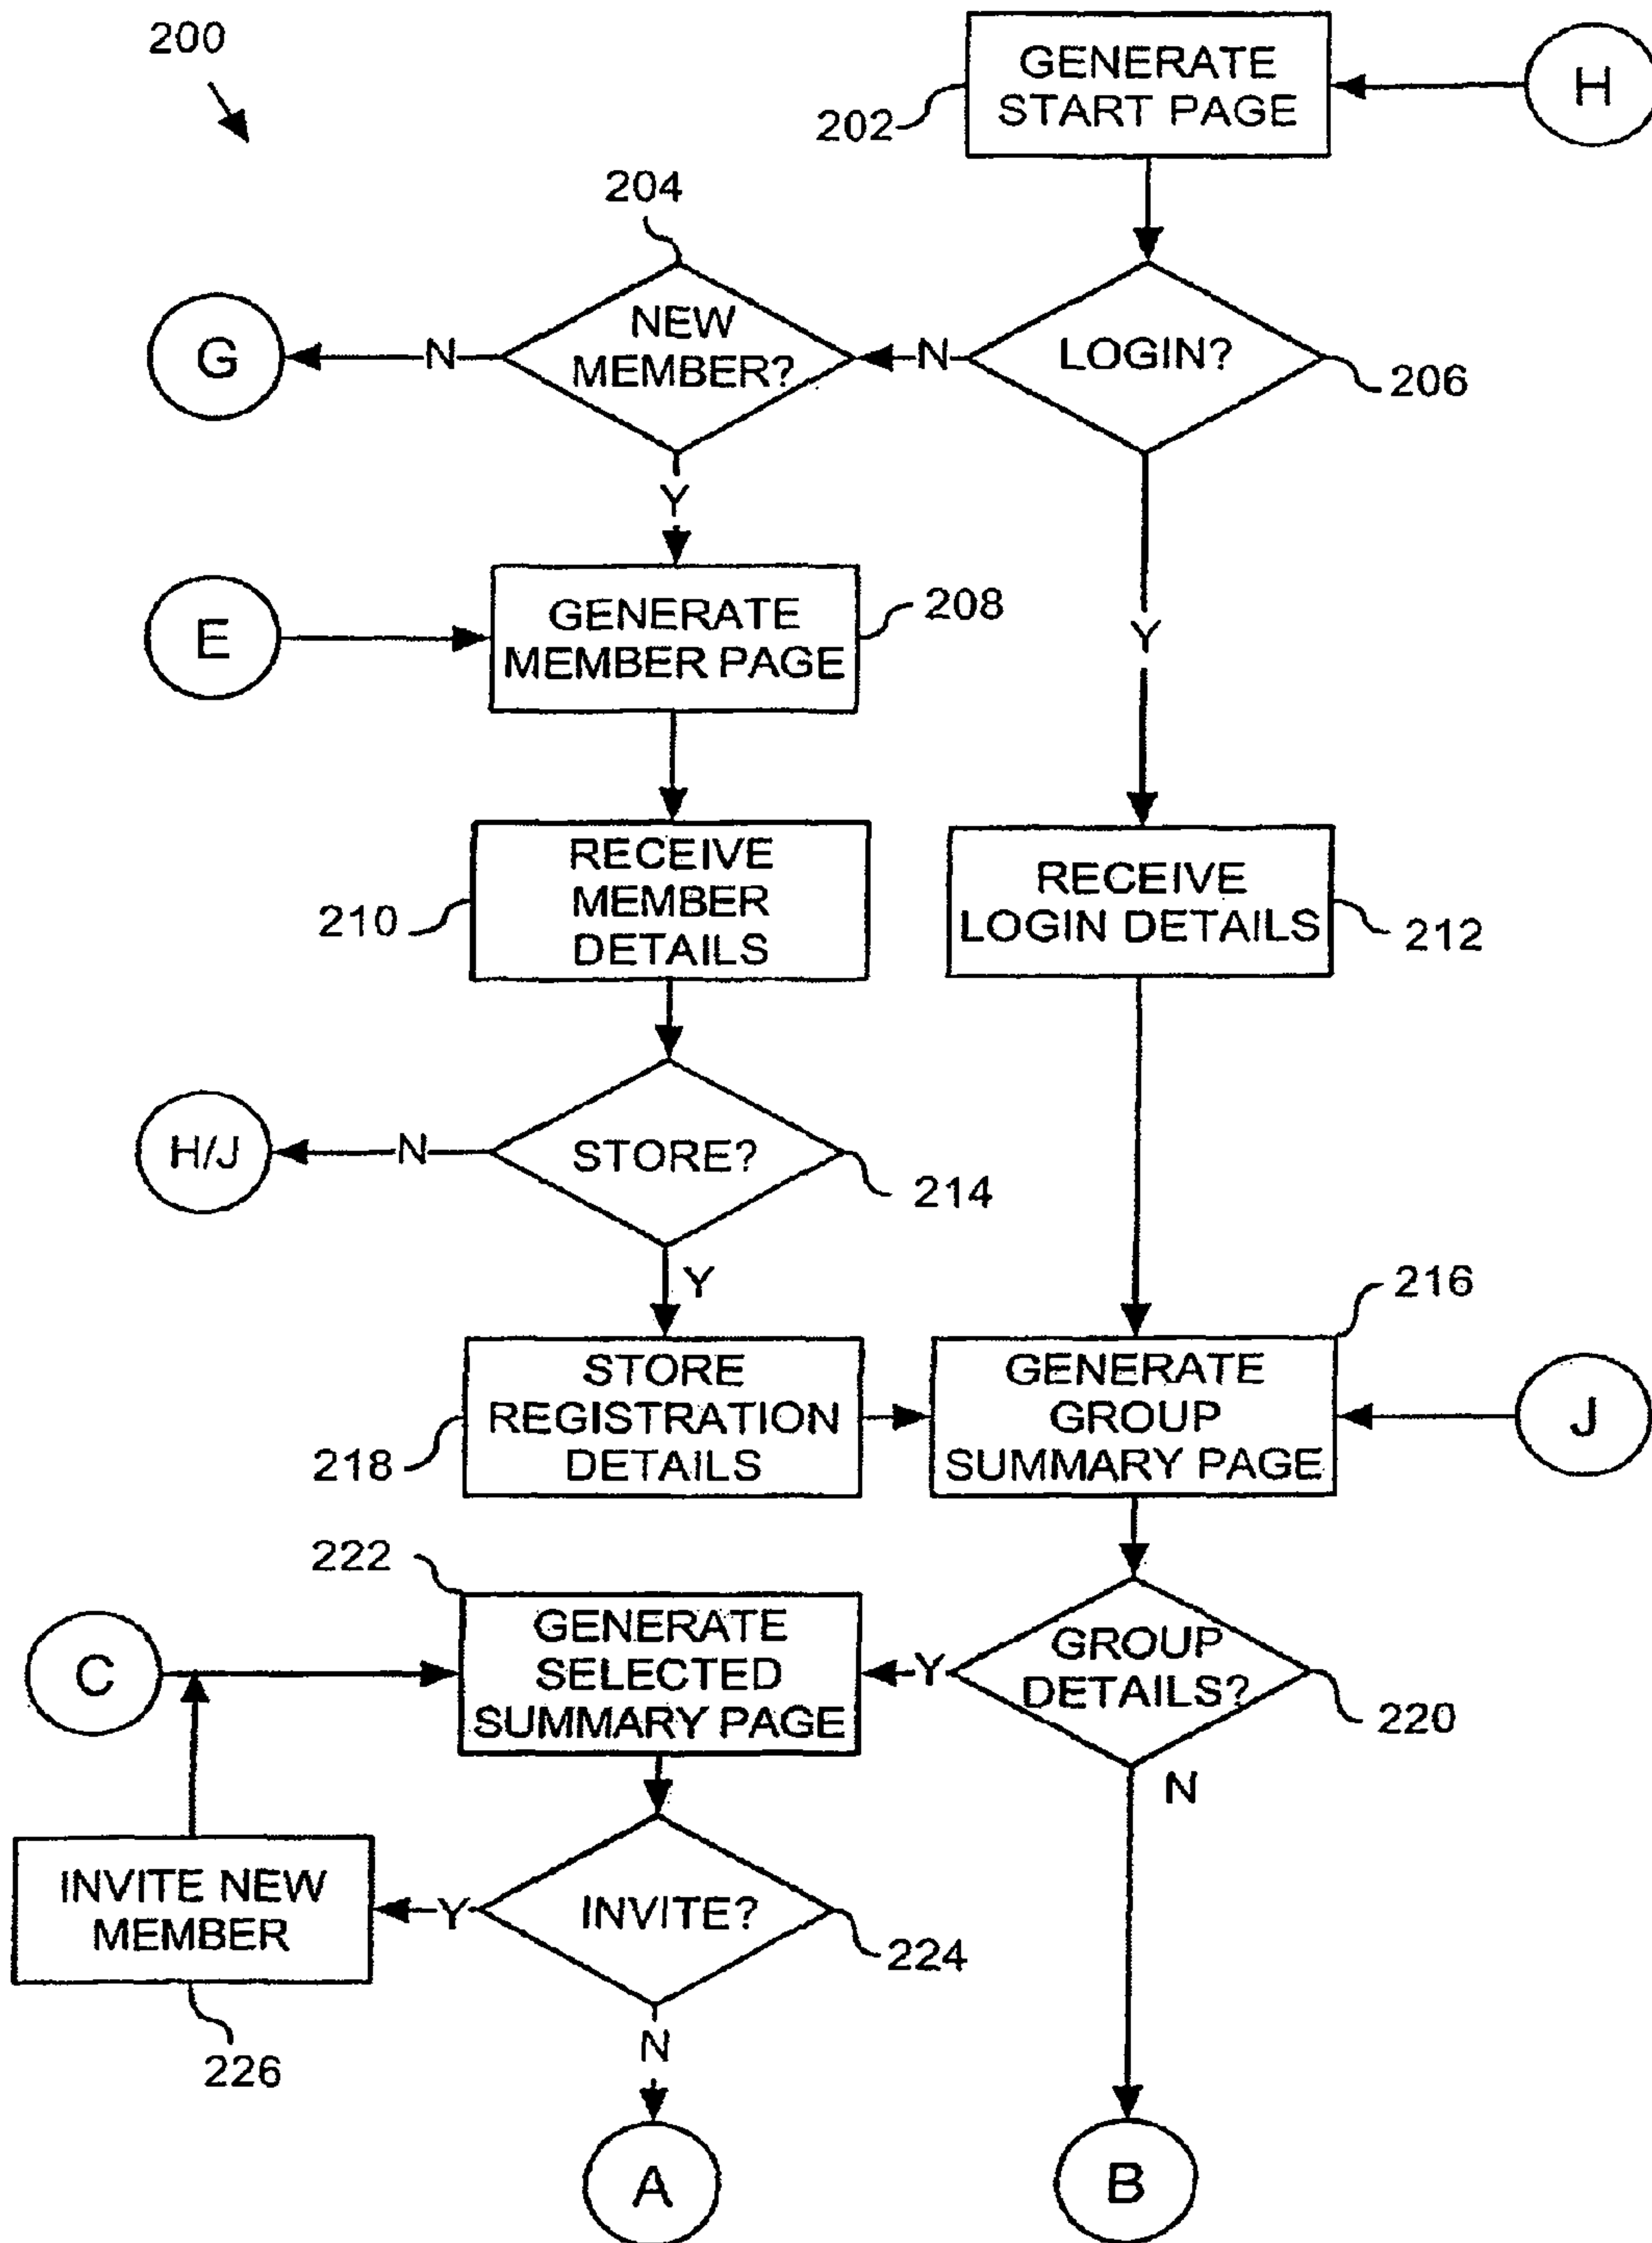 200
GENERATE
START PAGE
H
202
204
NEW
MEMBER?
G
N
N
LOGIN?
206
Y
Y
E
GENERATE
MEMBER PAGE
208
RECEIVE
MEMBER
DETAILS
210
RECEIVE
LOGIN DETAILS
212
H/J
N
STORE?
214
Y
216
STORE
REGISTRATION
DETAILS
218
GENERATE
GROUP
SUMMARY PAGE
J
222
C
GENERATE
SELECTED
SUMMARY PAGE
Y
GROUP
DETAILS?
220
N
INVITE NEW
MEMBER
Y
INVITE?
224
226
N
A
B